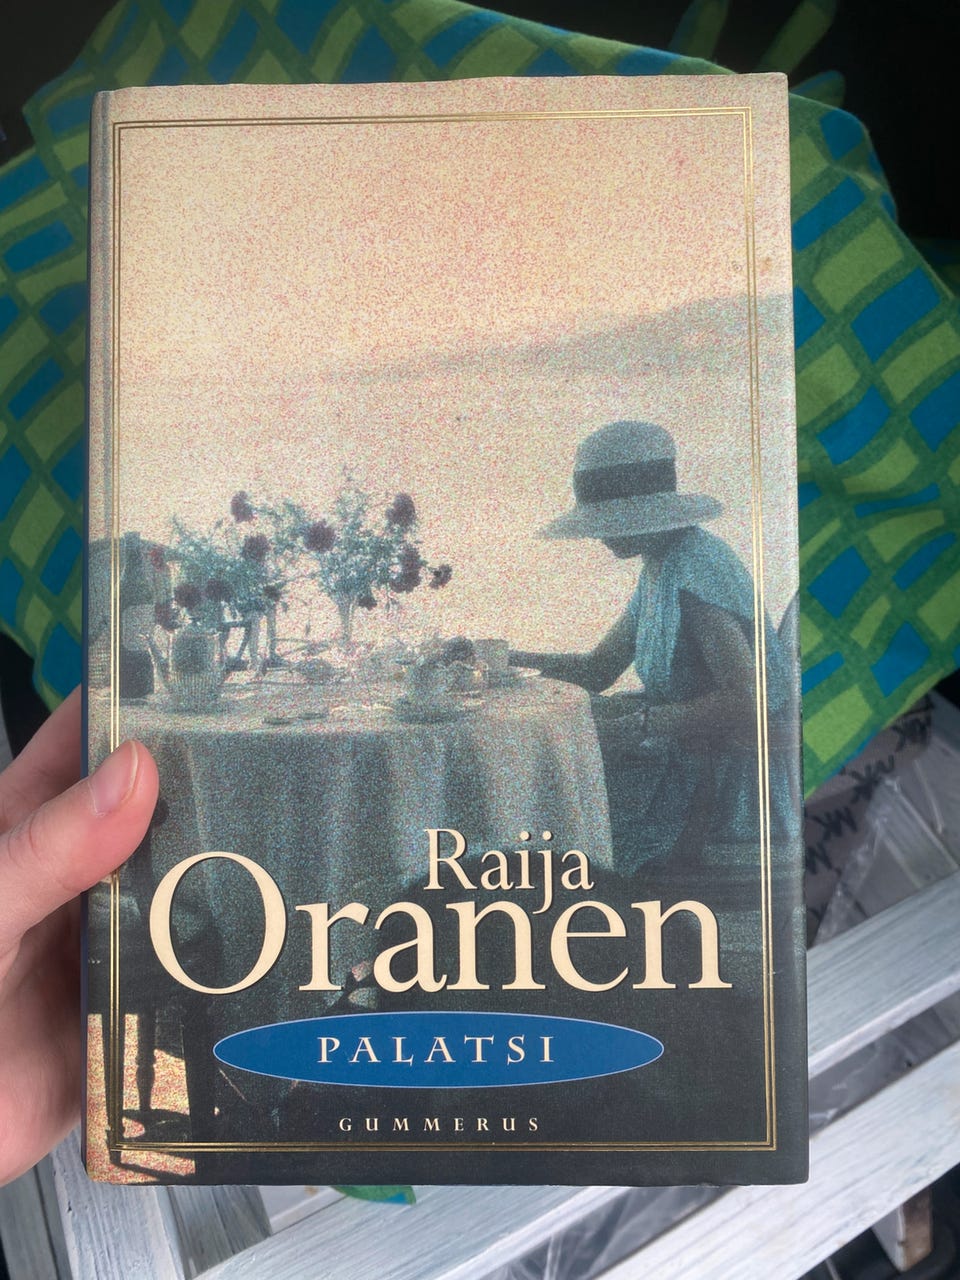 Raija
Oranen
PALATSI
GUMMERUS